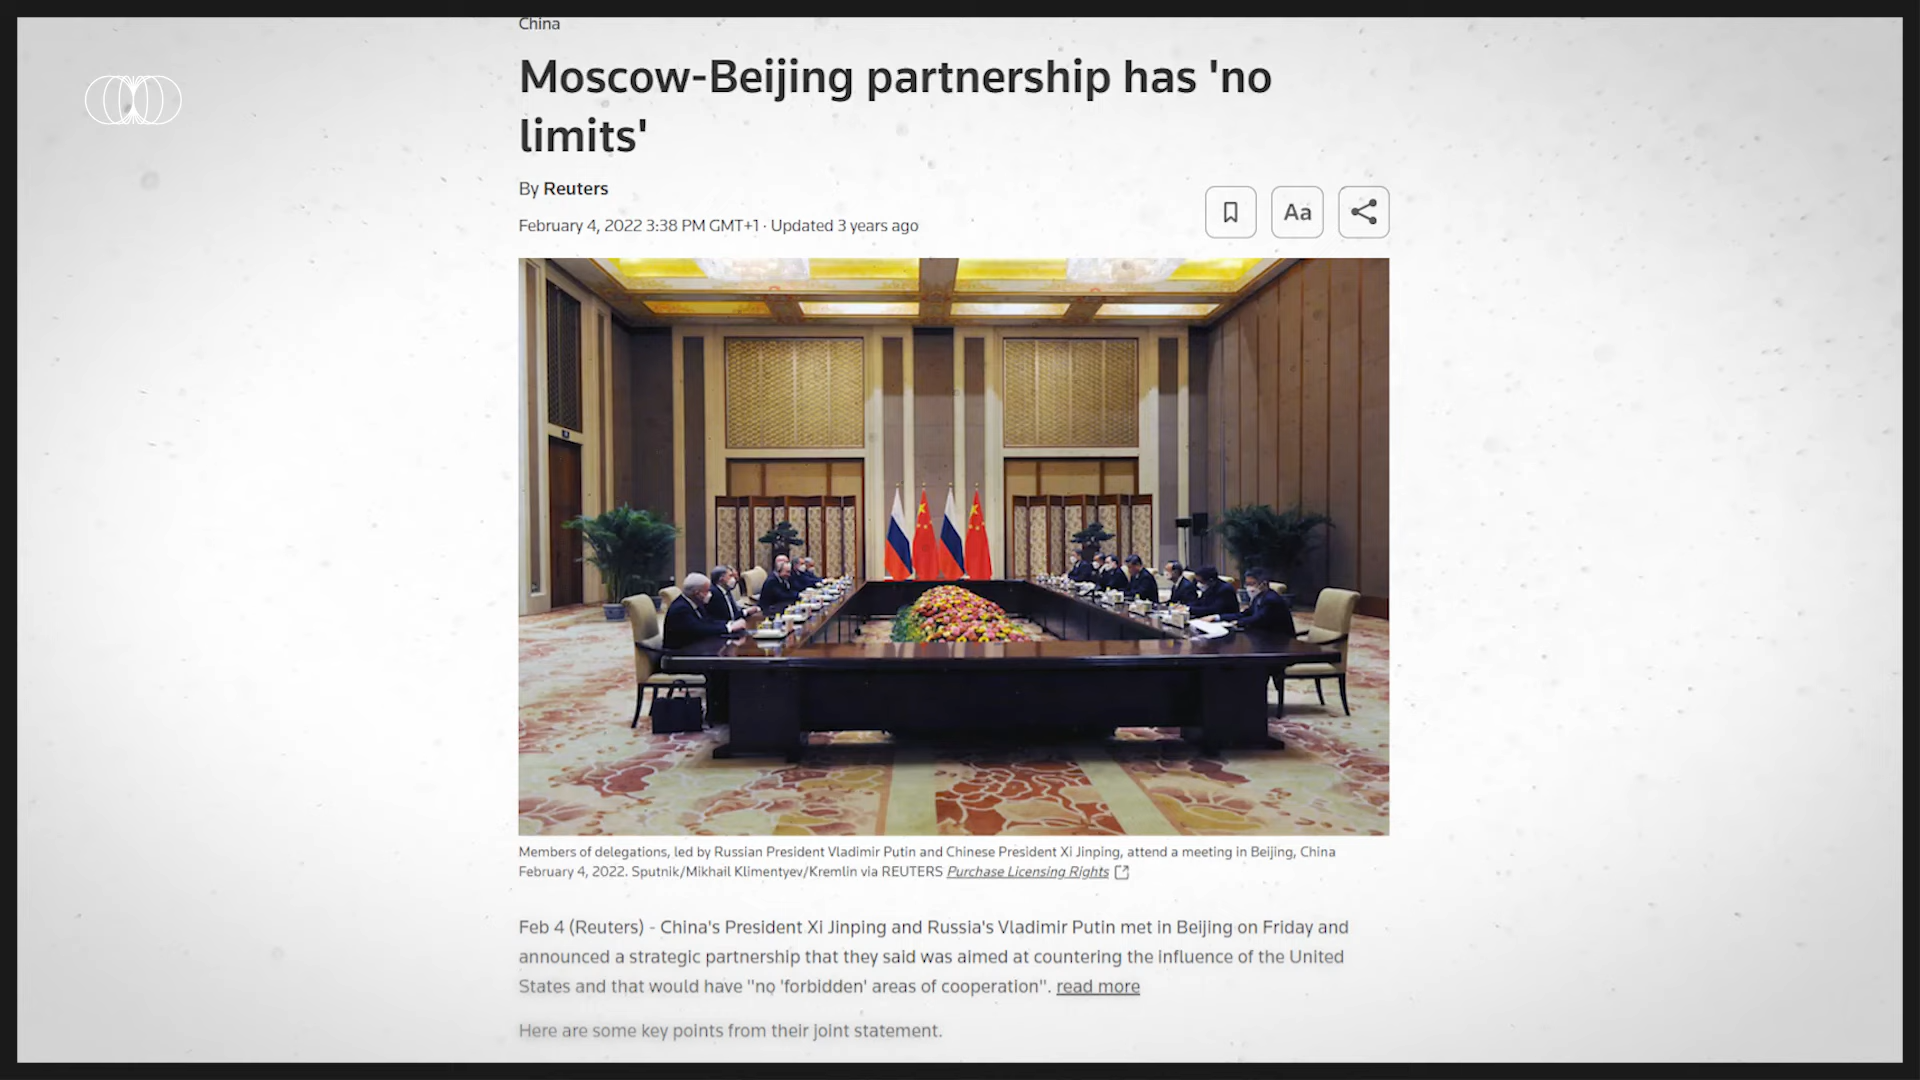 China
Moscow-Beijing partnership has 'no
limits'
By Reuters
February 4, 2022 3:38 PM GMT+1 · Updated 3 years ago
Aa
Members of delegations, led by Russian President Vladimir Putin and Chinese President Xi Jinping, attend a meeting in Beijing, China
February 4, 2022. Sputnik/Mikhail Klimentyev/Kremlin via REUTERS Purchase Licensing Rights
Feb 4 (Reuters) - China's President Xi Jinping and Russia's Vladimir Putin met in Beijing on Friday and
announced a strategic partnership that they said was aimed at countering the influence of the United
States and that would have "no 'forbidden' areas of cooperation". read more
Here are some key points from their joint statement.